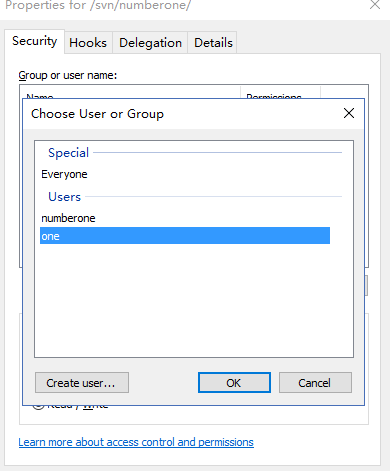 Properties for /svn/numberone/
Security Hooks Delegation Details
Group or user name:
Name Permissions
Choose User or Group
Special
Everyone
Users
numberone
one
Create user... OK Cancel
Read / Write
Learn more about access control and permissions